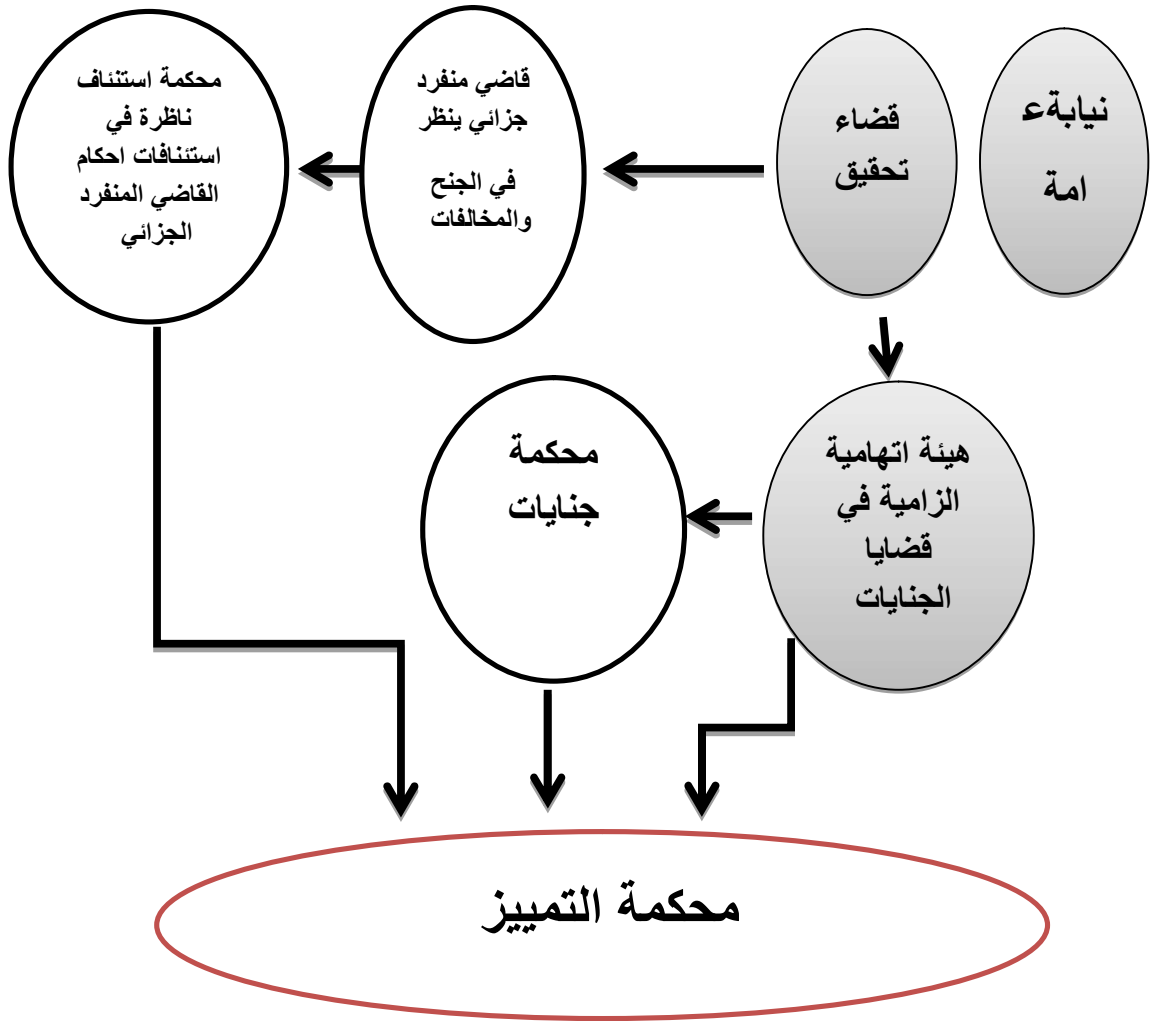 نيابةء
امة
قضاء
تحقيق
قاضي منفرد
جزائي ينظر
في الجنح
والمخالفات
محكمة استئناف
ناظرة في
استئنافات احكام
القاضي المنفرد
الجزائي
هيئة اتهامية
الزامية في
قضايا
الجنايات
محكمة
جنايات
محكمة التمييز